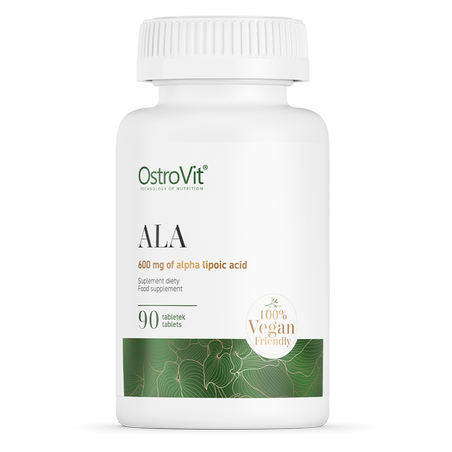 OstroVit®
TECHNOLOGY OF NUTRITION
ALA
600 mg of alpha lipoic acid
Suplement diety
Food supplement
90 tabletek
tablets
100%
Vegan
Friendly